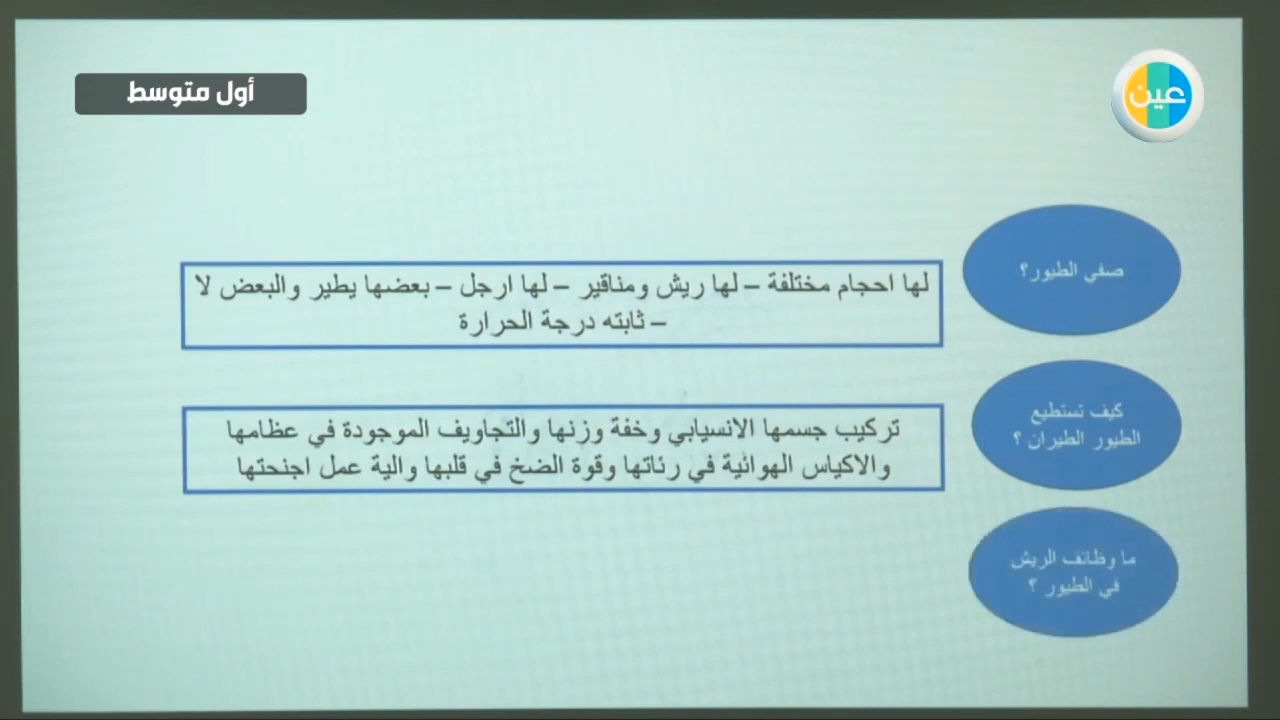 أول متوسط
عين
صفي الطيور؟
لها احجام مختلفة – لها ريش ومناقير – لها ارجل – بعضها يطير والبعض لا
– ثابته درجة الحرارة
كيف تستطيع
الطيور الطيران ؟
تركيب جسمها الانسيابي وخفة وزنها والتجاويف الموجودة في عظامها
والاكياس الهوائية في رئاتها وقوة الضخ في قلبها والية عمل اجنحتها
ما وظائف الريش
في الطيور ؟